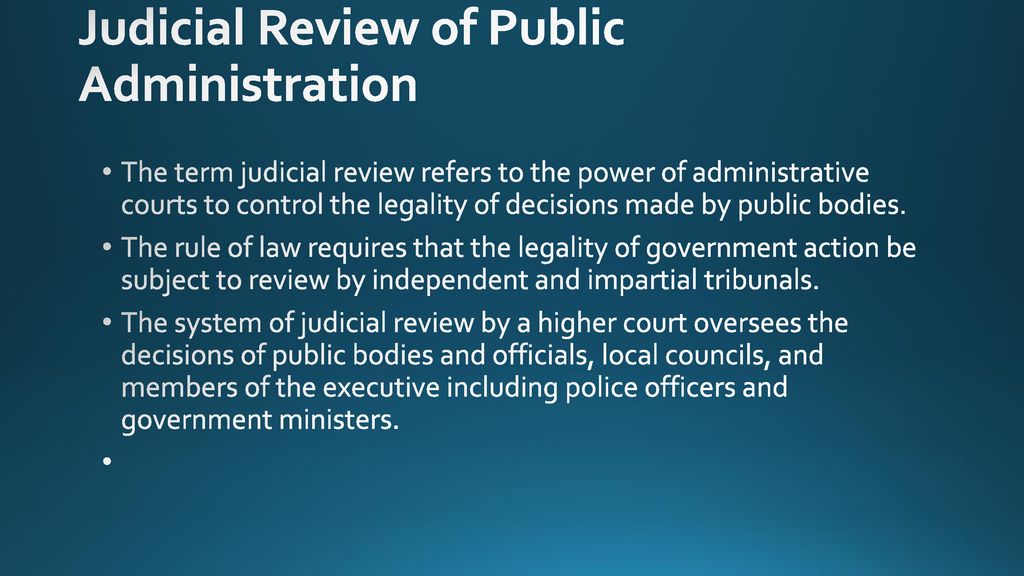 Judicial Review of Public
Administration
• The term judicial review refers to the power of administrative
courts to control the legality of decisions made by public bodies.
• The rule of law requires that the legality of government action be
subject to review by independent and impartial tribunals.
• The system of judicial review by a higher court oversees the
decisions of public bodies and officials, local councils, and
members of the executive including police officers and
government ministers.
•